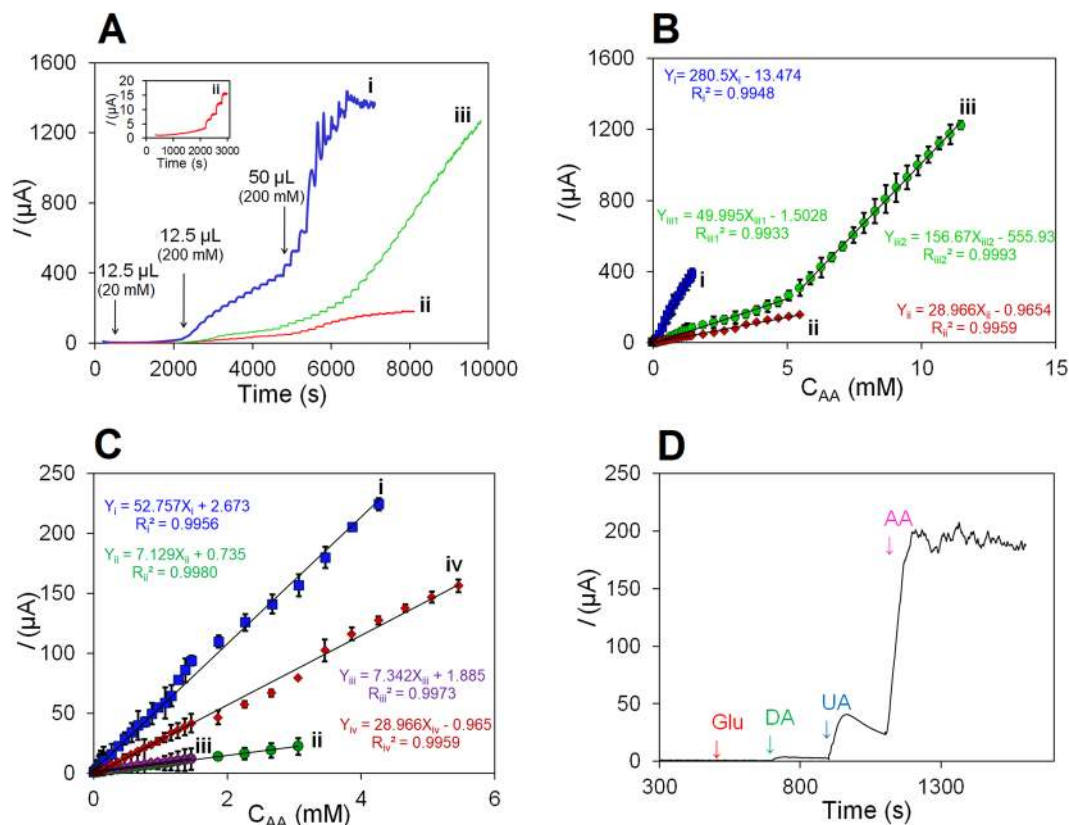 A
1600
1200
800
400
0
I (µA)
0 2000 4000 6000 8000 10000
Time (s)
20
15
10
5
0
I (µA)
0 1000 2000 3000
Time (s)
ii
i
iii
ii
50 µL
(200 mM)
12.5 µL
(200 mM)
12.5 µL
(20 mM)
B
1600
1200
800
400
0
I (µA)
0 5 10 15
C_AA (mM)
Yᵢ= 280.5Xᵢ - 13.474
Rᵢ² = 0.9948
iii
Yᵢᵢᵢ₁ = 49.995Xᵢᵢᵢ₁ - 1.5028
Rᵢᵢᵢ₁² = 0.9933
Yᵢᵢᵢ₂ = 156.67Xᵢᵢᵢ₂ - 555.93
Rᵢᵢᵢ₂² = 0.9993
i
Yᵢᵢ = 28.966Xᵢᵢ - 0.9654
Rᵢᵢ² = 0.9959
ii
C
250
200
150
100
50
0
I (µA)
0 2 4 6
C_AA (mM)
Yᵢ = 52.757Xᵢ + 2.673
Rᵢ² = 0.9956
Yᵢᵢ = 7.129Xᵢᵢ + 0.735
Rᵢᵢ² = 0.9980
i
iv
Yᵢᵢᵢ = 7.342Xᵢᵢᵢ + 1.885
Rᵢᵢᵢ² = 0.9973
Yᵢᵥ = 28.966Xᵢᵥ - 0.965
Rᵢᵥ² = 0.9959
iii
ii
D
250
200
150
100
50
0
I (µA)
300 800 1300
Time (s)
Glu
DA
UA
AA